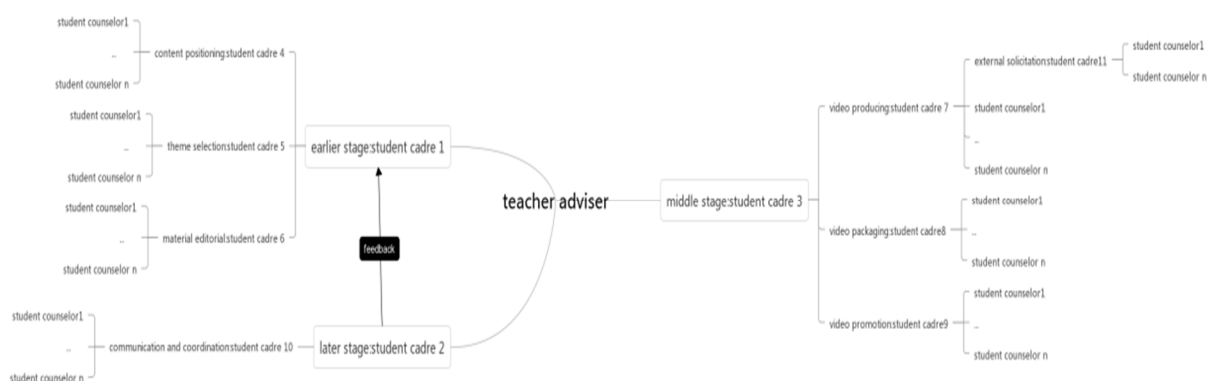 student counselor1
..
student counselor n
content positioning:student cadre 4
student counselor1
..
student counselor n
theme selection:student cadre 5
student counselor1
..
student counselor n
material editorial:student cadre 6
earlier stage:student cadre 1
feedback
student counselor1
..
student counselor n
communication and coordination:student cadre 10
later stage:student cadre 2
teacher adviser
middle stage:student cadre 3
video producing:student cadre 7
external solicitation:student cadre11
student counselor1
student counselor n
student counselor1
..
student counselor n
video packaging:student cadre8
student counselor1
..
student counselor n
video promotion:student cadre9
student counselor1
..
student counselor n